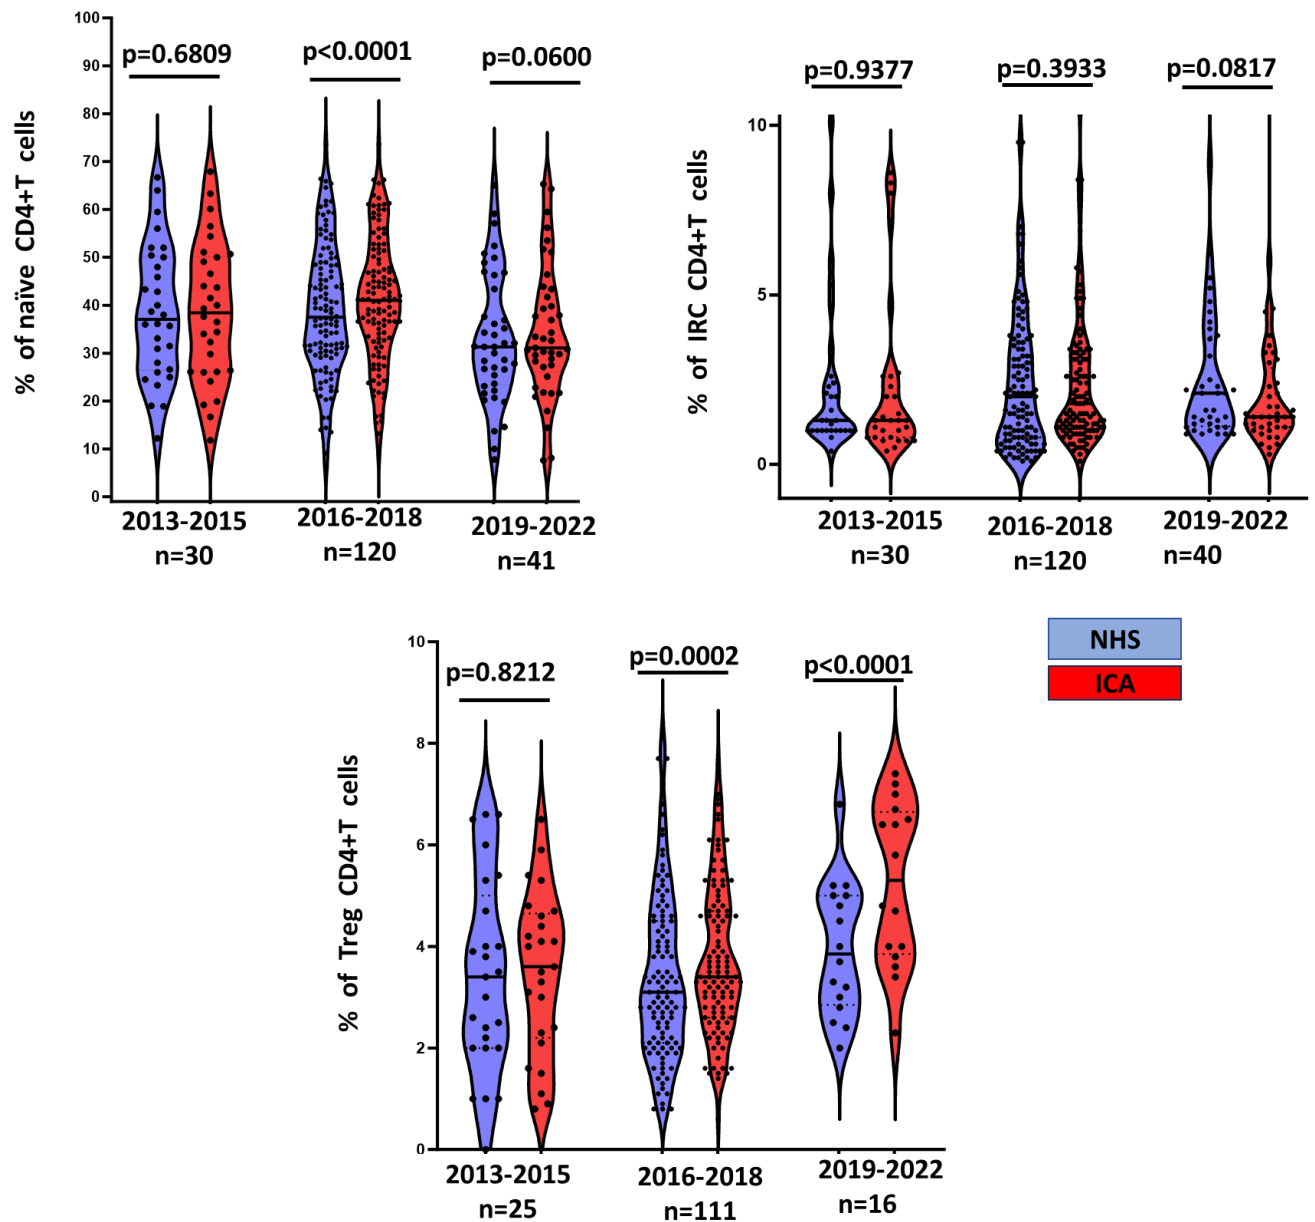 % of naïve CD4+T cells
100
90
80
70
60
50
40
30
20
10
0
p=0.6809
p<0.0001
p=0.0600
2013-2015
n=30
2016-2018
n=120
2019-2022
n=41
% of IRC CD4+T cells
10
5
0
p=0.9377
p=0.3933
p=0.0817
2013-2015
n=30
2016-2018
n=120
2019-2022
n=40
NHS
ICA
% of Treg CD4+T cells
10
8
6
4
2
0
p=0.8212
p=0.0002
p<0.0001
2013-2015
n=25
2016-2018
n=111
2019-2022
n=16